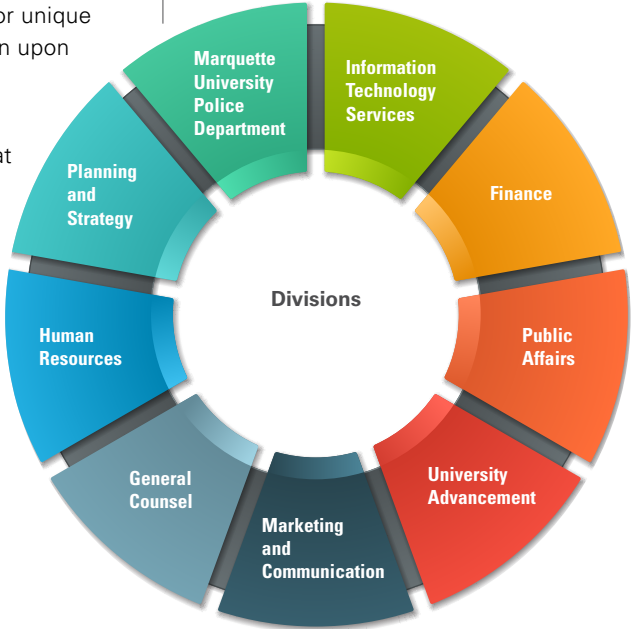 or unique
n upon
at
Marquette
University
Police
Department
Information
Technology
Services
Finance
Planning
and
Strategy
Divisions
Public
Affairs
Human
Resources
University
Advancement
General
Counsel
Marketing
and
Communication